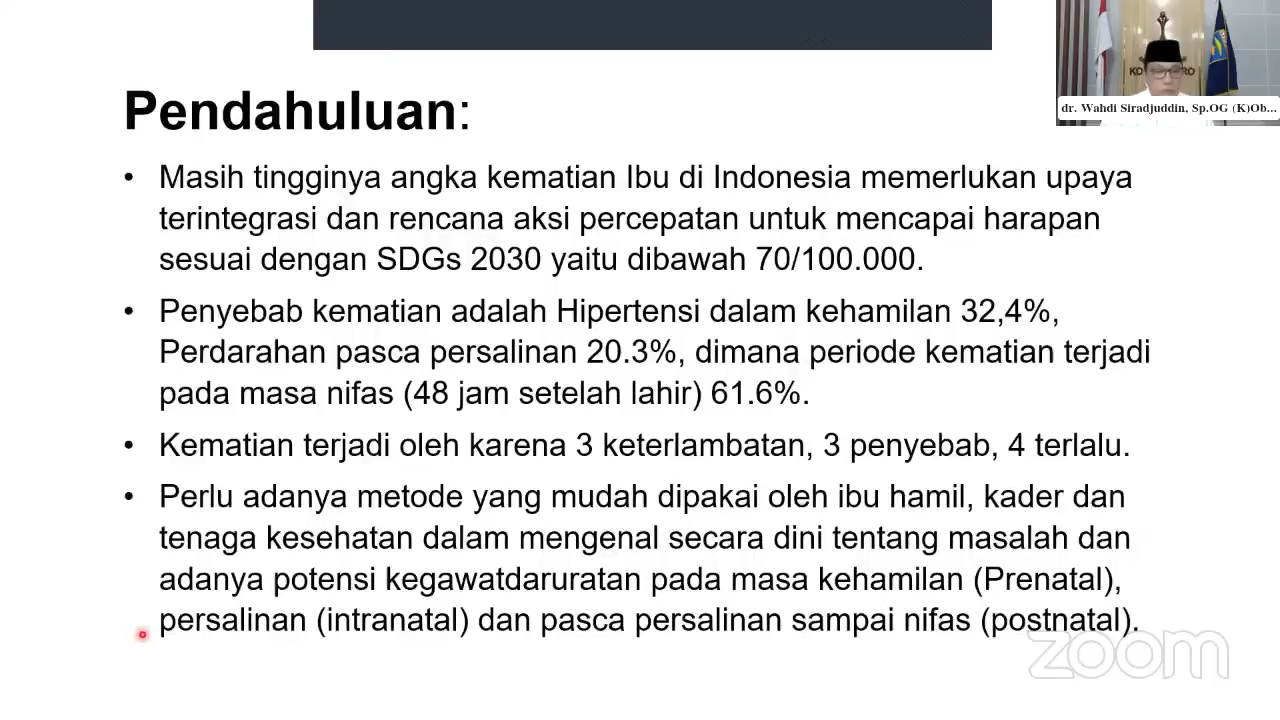 Pendahuluan:
• Masih tingginya angka kematian Ibu di Indonesia memerlukan upaya
terintegrasi dan rencana aksi percepatan untuk mencapai harapan
sesuai dengan SDGs 2030 yaitu dibawah 70/100.000.
• Penyebab kematian adalah Hipertensi dalam kehamilan 32,4%,
Perdarahan pasca persalinan 20.3%, dimana periode kematian terjadi
pada masa nifas (48 jam setelah lahir) 61.6%.
• Kematian terjadi oleh karena 3 keterlambatan, 3 penyebab, 4 terlalu.
• Perlu adanya metode yang mudah dipakai oleh ibu hamil, kader dan
tenaga kesehatan dalam mengenal secara dini tentang masalah dan
adanya potensi kegawatdaruratan pada masa kehamilan (Prenatal),
persalinan (intranatal) dan pasca persalinan sampai nifas (postnatal).
dr. Wahdi Siradjuddin, Sp.OG (K)Ob...
zoom